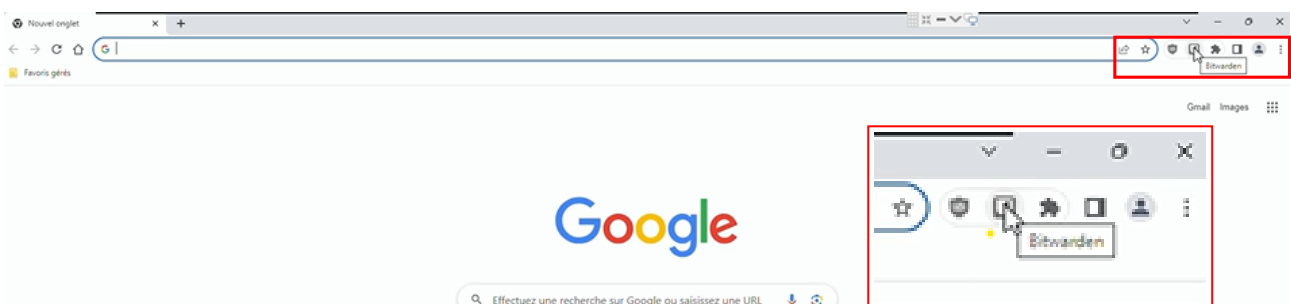 Nouvel onglet
Bitwarden
Favoris gérés
Gmail Images
Bitwarden
Google
Effectuez une recherche sur Google ou saisissez une URL